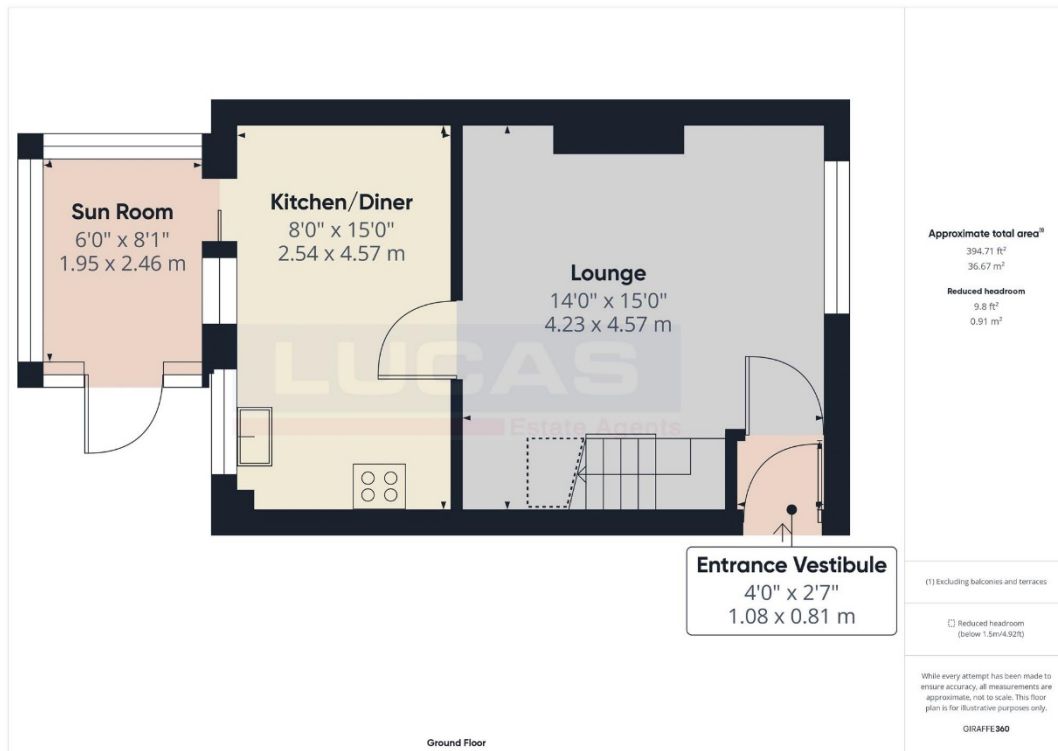 Sun Room
6'0" x 8'1"
1.95 x 2.46 m
Kitchen/Diner
8'0" x 15'0"
2.54 x 4.57 m
Lounge
14'0" x 15'0"
4.23 x 4.57 m
LUCAS
Estate Agents
Entrance Vestibule
4'0" x 2'7"
1.08 x 0.81 m
Ground Floor
Approximate total area⁽¹⁾
394.71 ft²
36.67 m²
Reduced headroom
9.8 ft²
0.91 m²
(1) Excluding balconies and terraces
Reduced headroom
(below 1.5m/4.92ft)
While every attempt has been made to
ensure accuracy, all measurements are
approximate, not to scale. This floor
plan is for illustrative purposes only.
GIRAFFE360